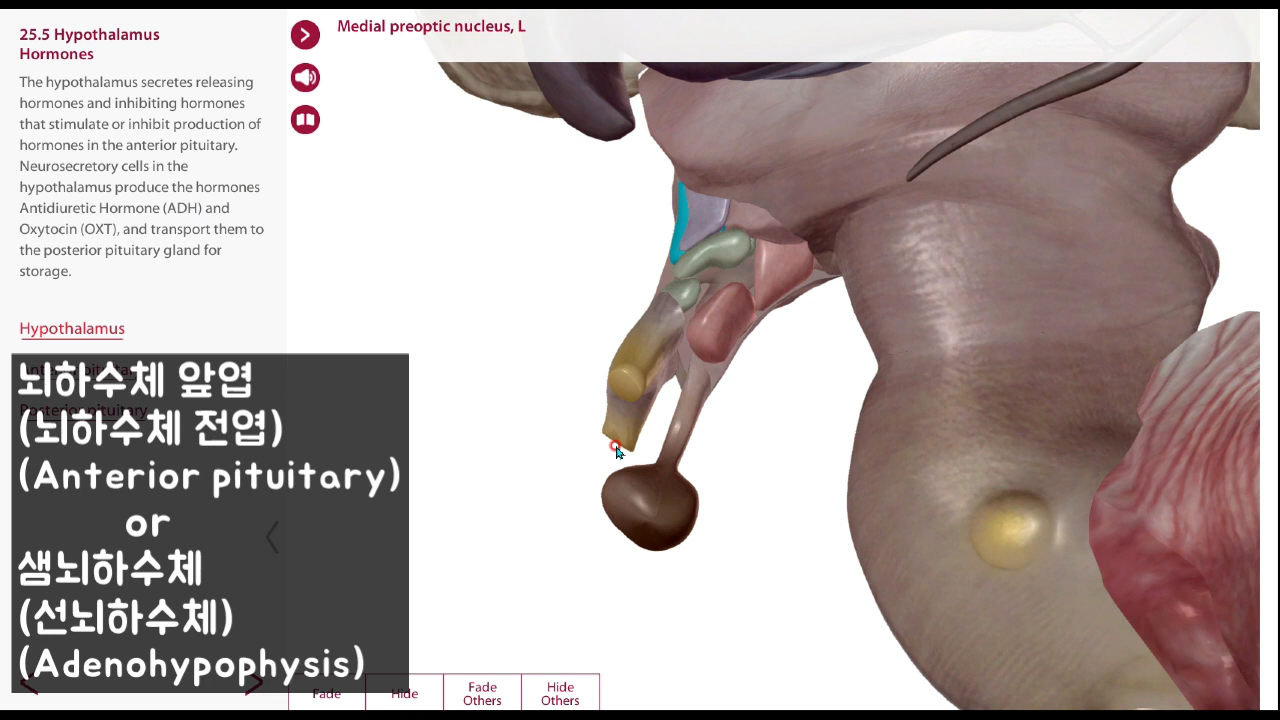 25.5 Hypothalamus
Hormones
The hypothalamus secretes releasing
hormones and inhibiting hormones
that stimulate or inhibit production of
hormones in the anterior pituitary.
Neurosecretory cells in the
hypothalamus produce the hormones
Antidiuretic Hormone (ADH) and
Oxytocin (OXT), and transport them to
the posterior pituitary gland for
storage.
Hypothalamus
Anterior pituitary
Posterior pituitary
뇌하수체 앞엽
(뇌하수체 전엽)
(Anterior pituitary)
or
샘뇌하수체
(선뇌하수체)
(Adenohypophysis)
Medial preoptic nucleus, L
Fade
Hide
Fade
Others
Hide
Others